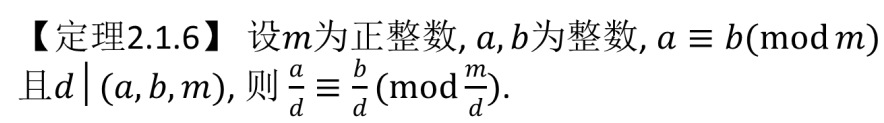 【定理2.1.6】 设m为正整数, a, b为整数, a ≡ b(mod m)
且d | (a, b, m), 则 a/d ≡ b/d (mod m/d).